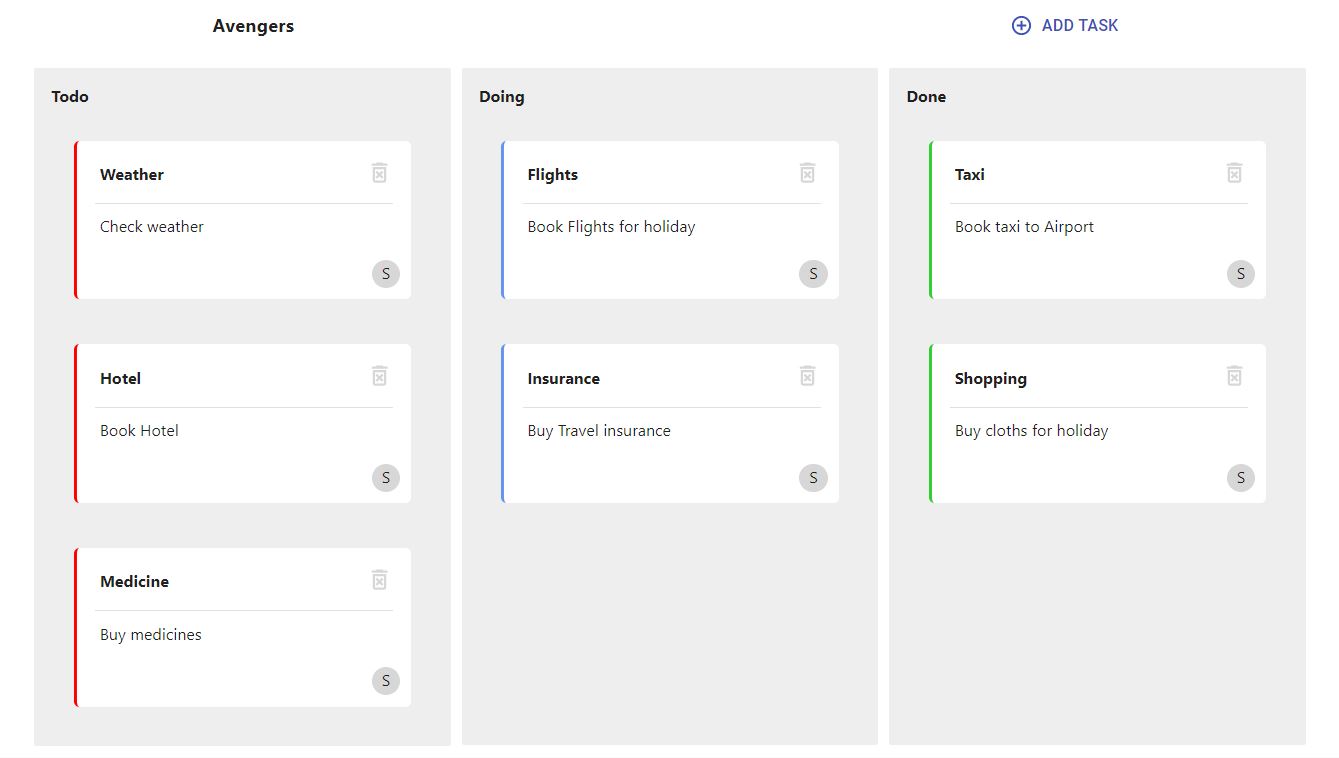 Avengers
ADD TASK
Todo
Weather
Check weather
S
Hotel
Book Hotel
S
Medicine
Buy medicines
S
Doing
Flights
Book Flights for holiday
S
Insurance
Buy Travel insurance
S
Done
Taxi
Book taxi to Airport
S
Shopping
Buy cloths for holiday
S